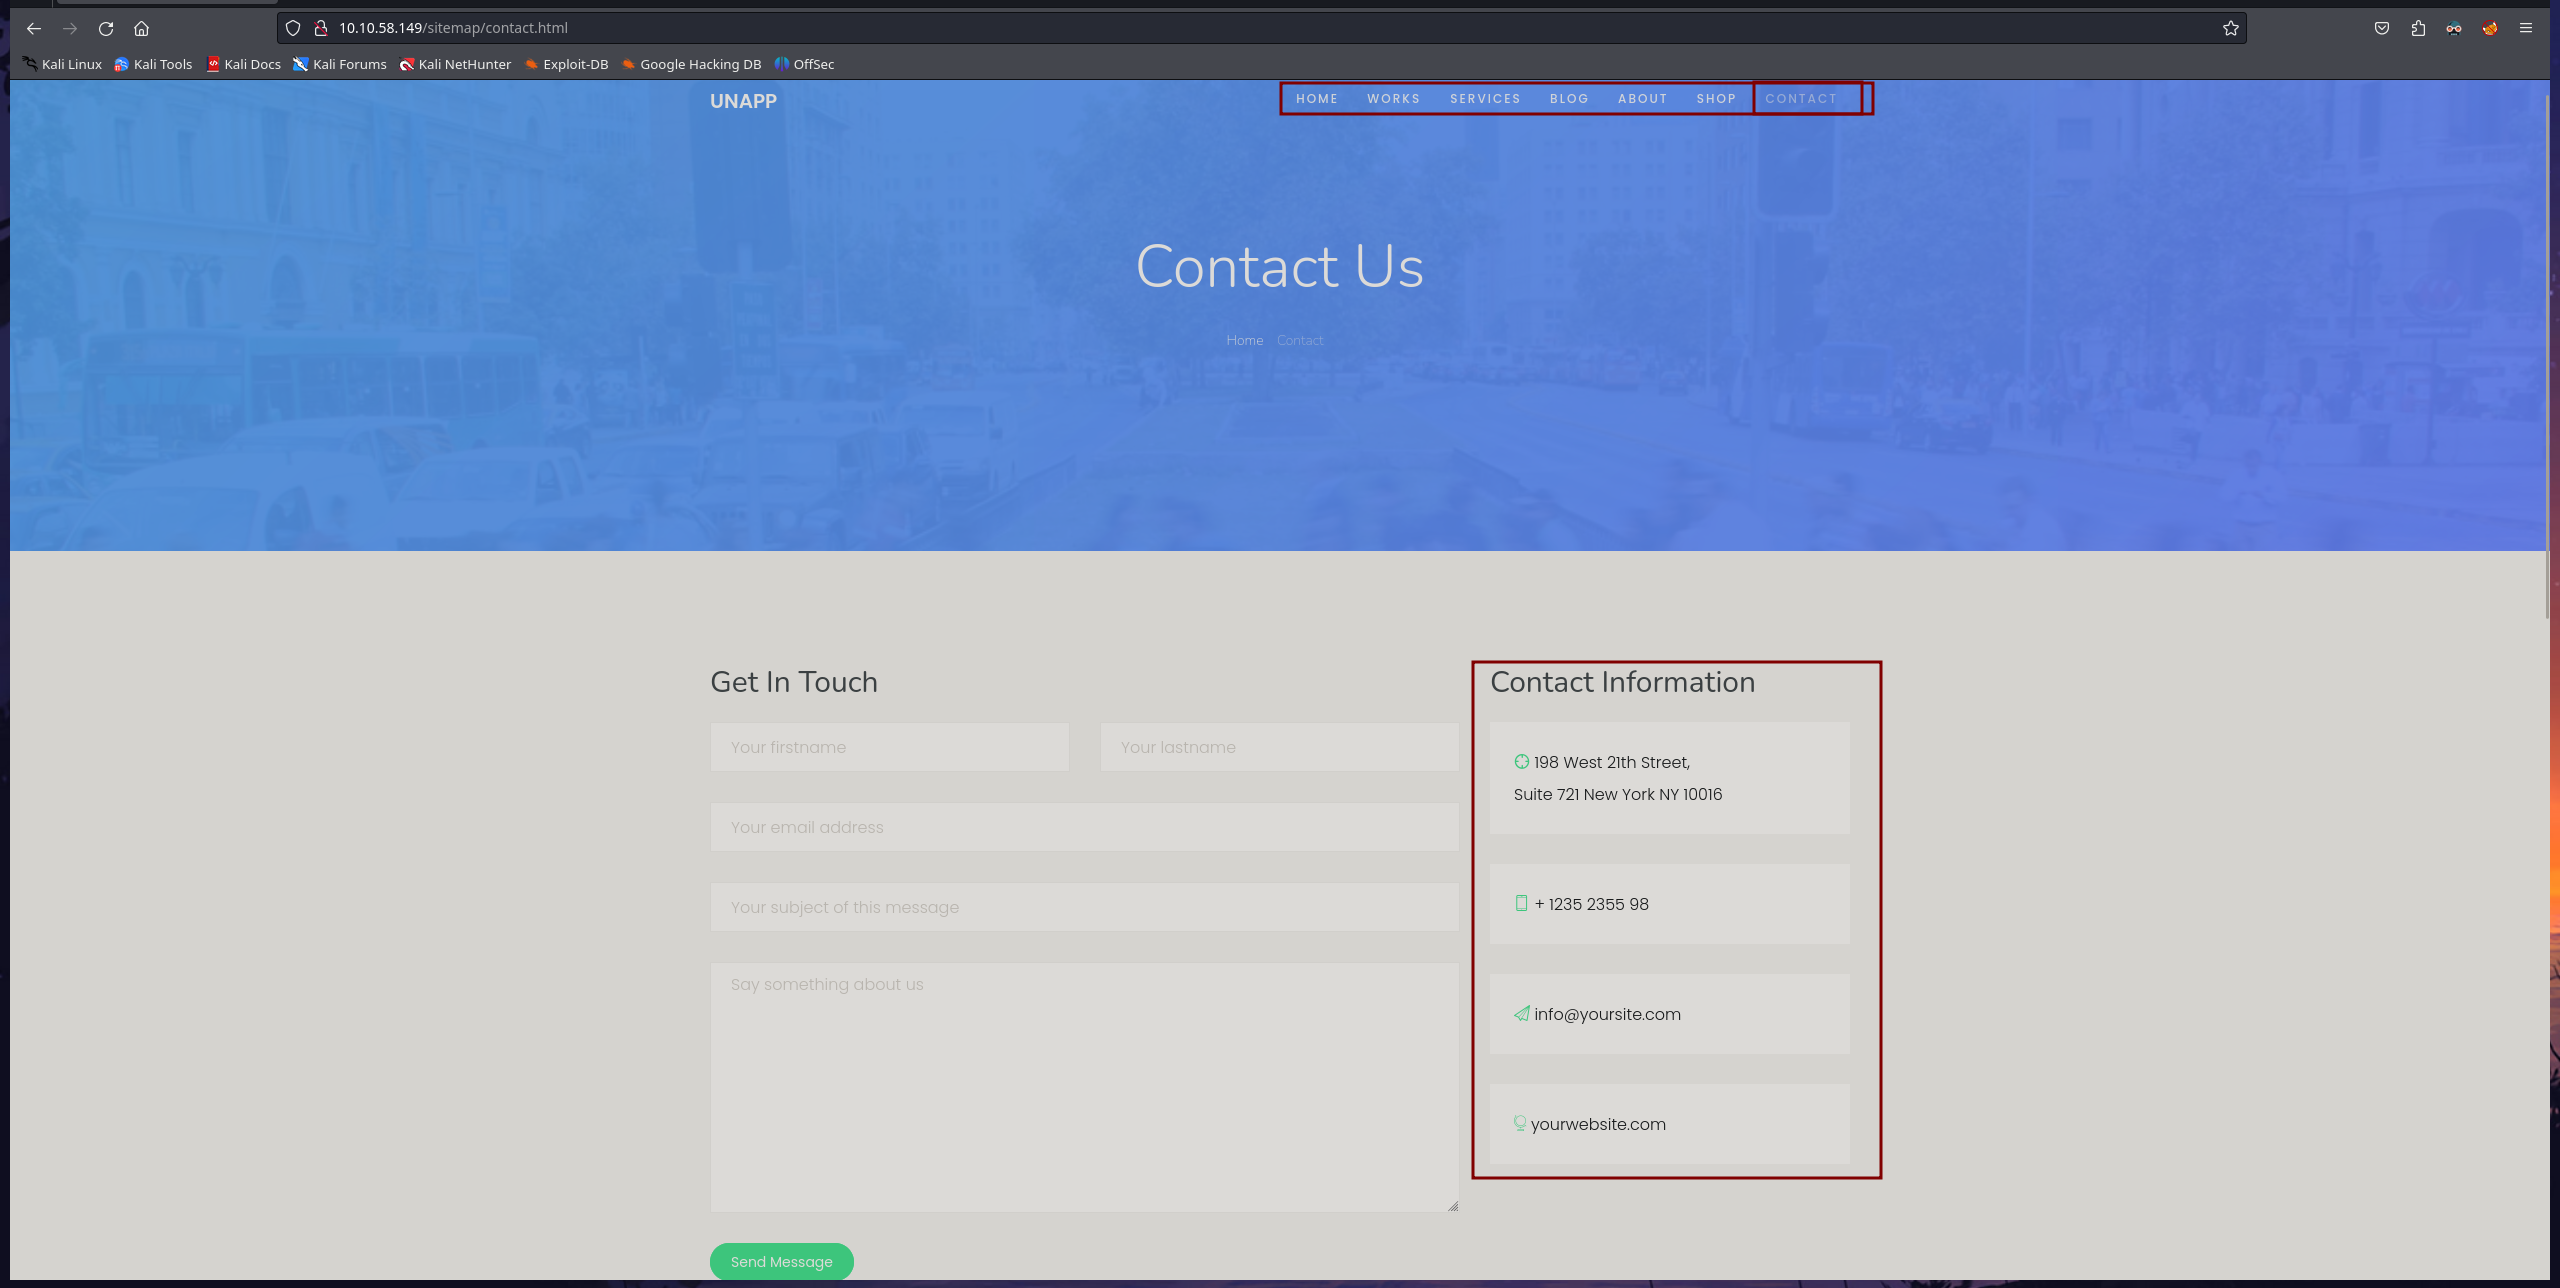 10.10.58.149/sitemap/contact.html
Kali Linux Kali Tools Kali Docs Kali Forums Kali NetHunter Exploit-DB Google Hacking DB OffSec
UNAPP
HOME WORKS SERVICES BLOG ABOUT SHOP CONTACT
Contact Us
Home Contact
Get In Touch
Your firstname Your lastname
Your email address
Your subject of this message
Say something about us
Send Message
Contact Information
198 West 21th Street,
Suite 721 New York NY 10016
+ 1235 2355 98
info@yoursite.com
yourwebsite.com